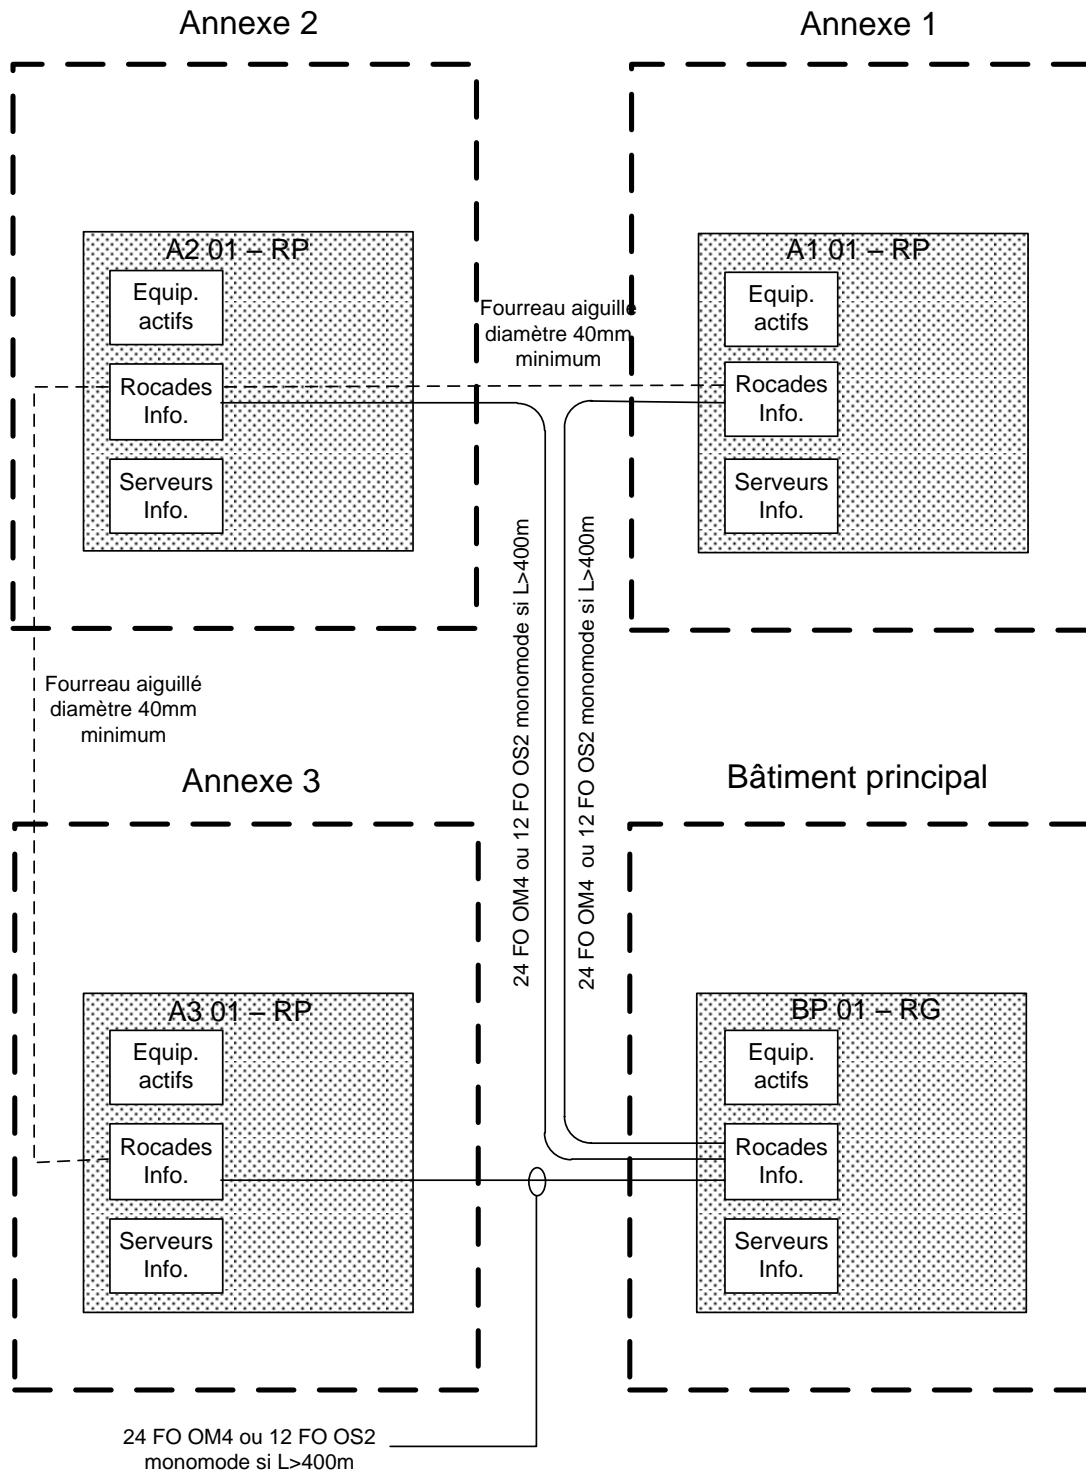 Annexe 2
Annexe 1
A2 01 – RP
Equip.
actifs
Rocades
Info.
Serveurs
Info.
Fourreau aiguillé
diamètre 40mm
minimum
A1 01 – RP
Equip.
actifs
Rocades
Info.
Serveurs
Info.
24 FO OM4 ou 12 FO OS2 monomode si L>400m
24 FO OM4  ou 12 FO OS2 monomode si L>400m
Fourreau aiguillé
diamètre 40mm
minimum
Annexe 3
Bâtiment principal
A3 01 – RP
Equip.
actifs
Rocades
Info.
Serveurs
Info.
BP 01 – RG
Equip.
actifs
Rocades
Info.
Serveurs
Info.
24 FO OM4 ou 12 FO OS2
monomode si L>400m